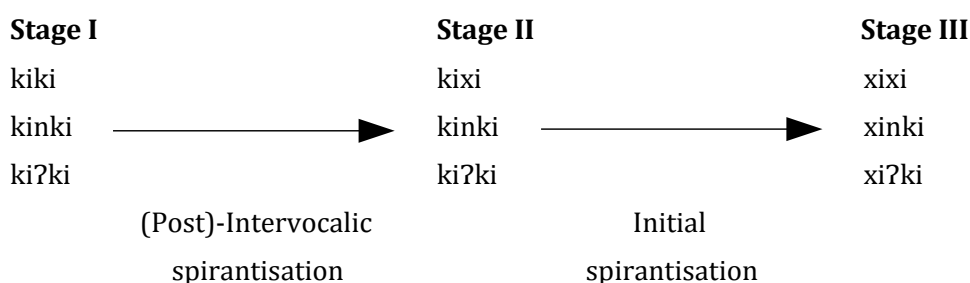 Stage I Stage II Stage III
kiki kixi xixi
kinki kinki xinki
kiʔki kiʔki xiʔki
(Post)-Intervocalic Initial
spirantisation spirantisation